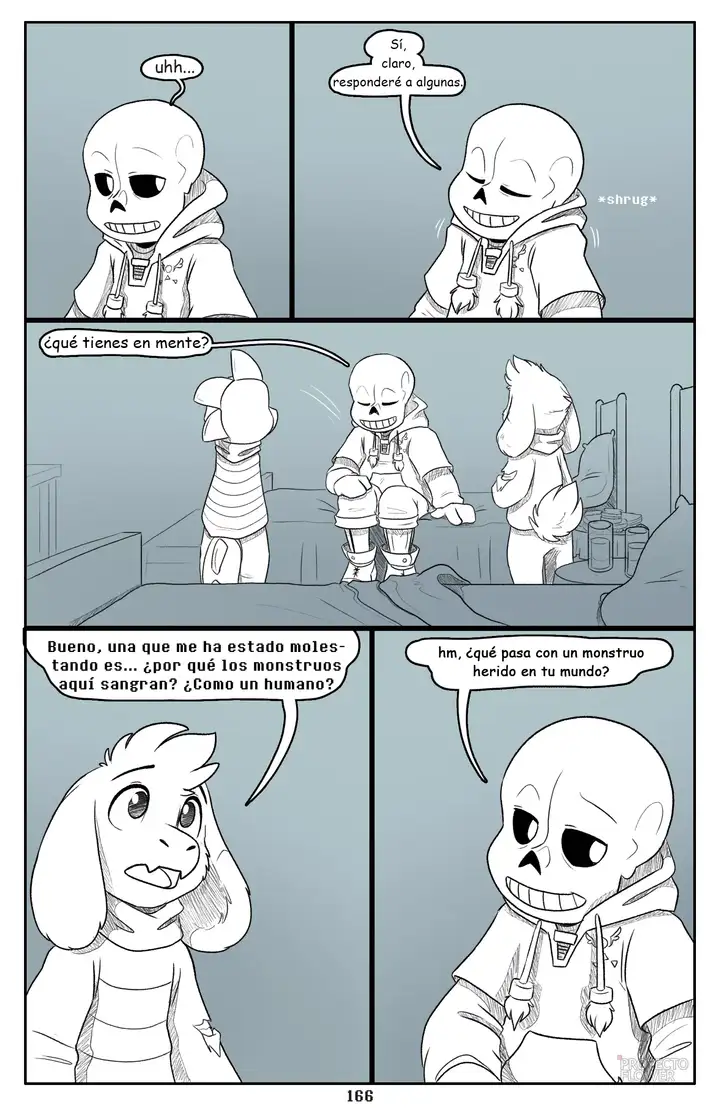 uhh...
Sí,
claro,
responderé a algunas.
*shrug*
¿qué tienes en mente?
Bueno, una que me ha estado moles-
tando es... ¿por qué los monstruos
aquí sangran? ¿Como un humano?
hm, ¿qué pasa con un monstruo
herido en tu mundo?
PROYECTO
FLOWER
166